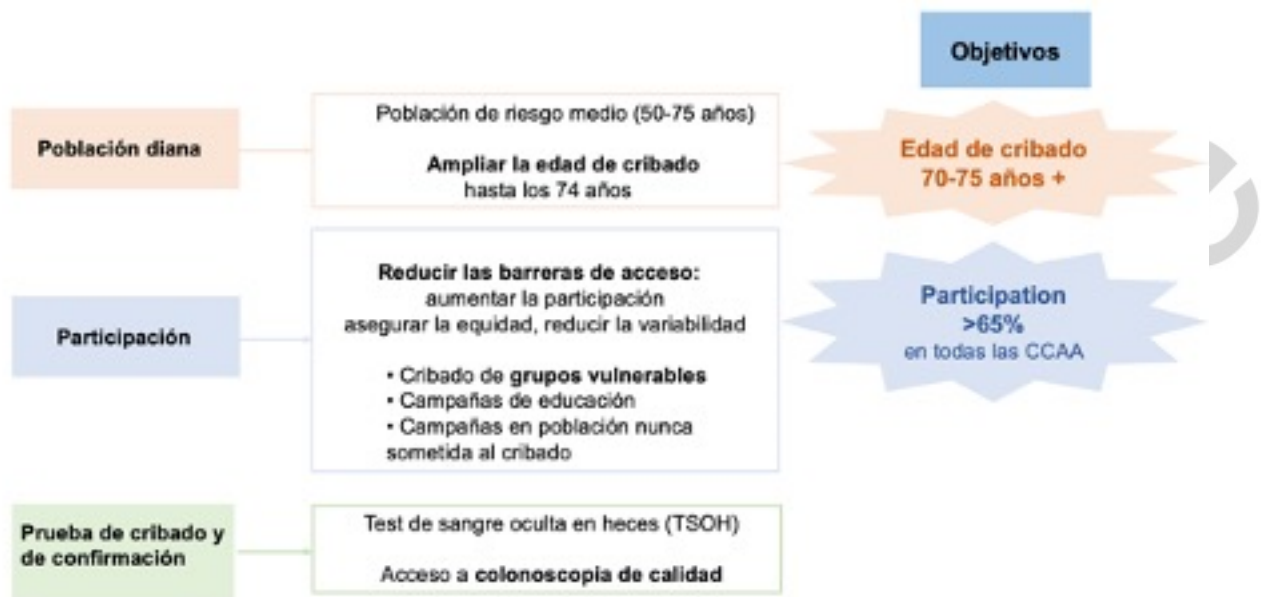 Objetivos
Población diana
Población de riesgo medio (50-75 años)
Ampliar la edad de cribado
hasta los 74 años
Edad de cribado
70-75 años +
Participación
Reducir las barreras de acceso:
aumentar la participación
asegurar la equidad, reducir la variabilidad
• Cribado de grupos vulnerables
• Campañas de educación
• Campañas en población nunca
sometida al cribado
Participation
>65%
en todas las CCAA
Prueba de cribado y
de confirmación
Test de sangre oculta en heces (TSOH)
Acceso a colonoscopia de calidad